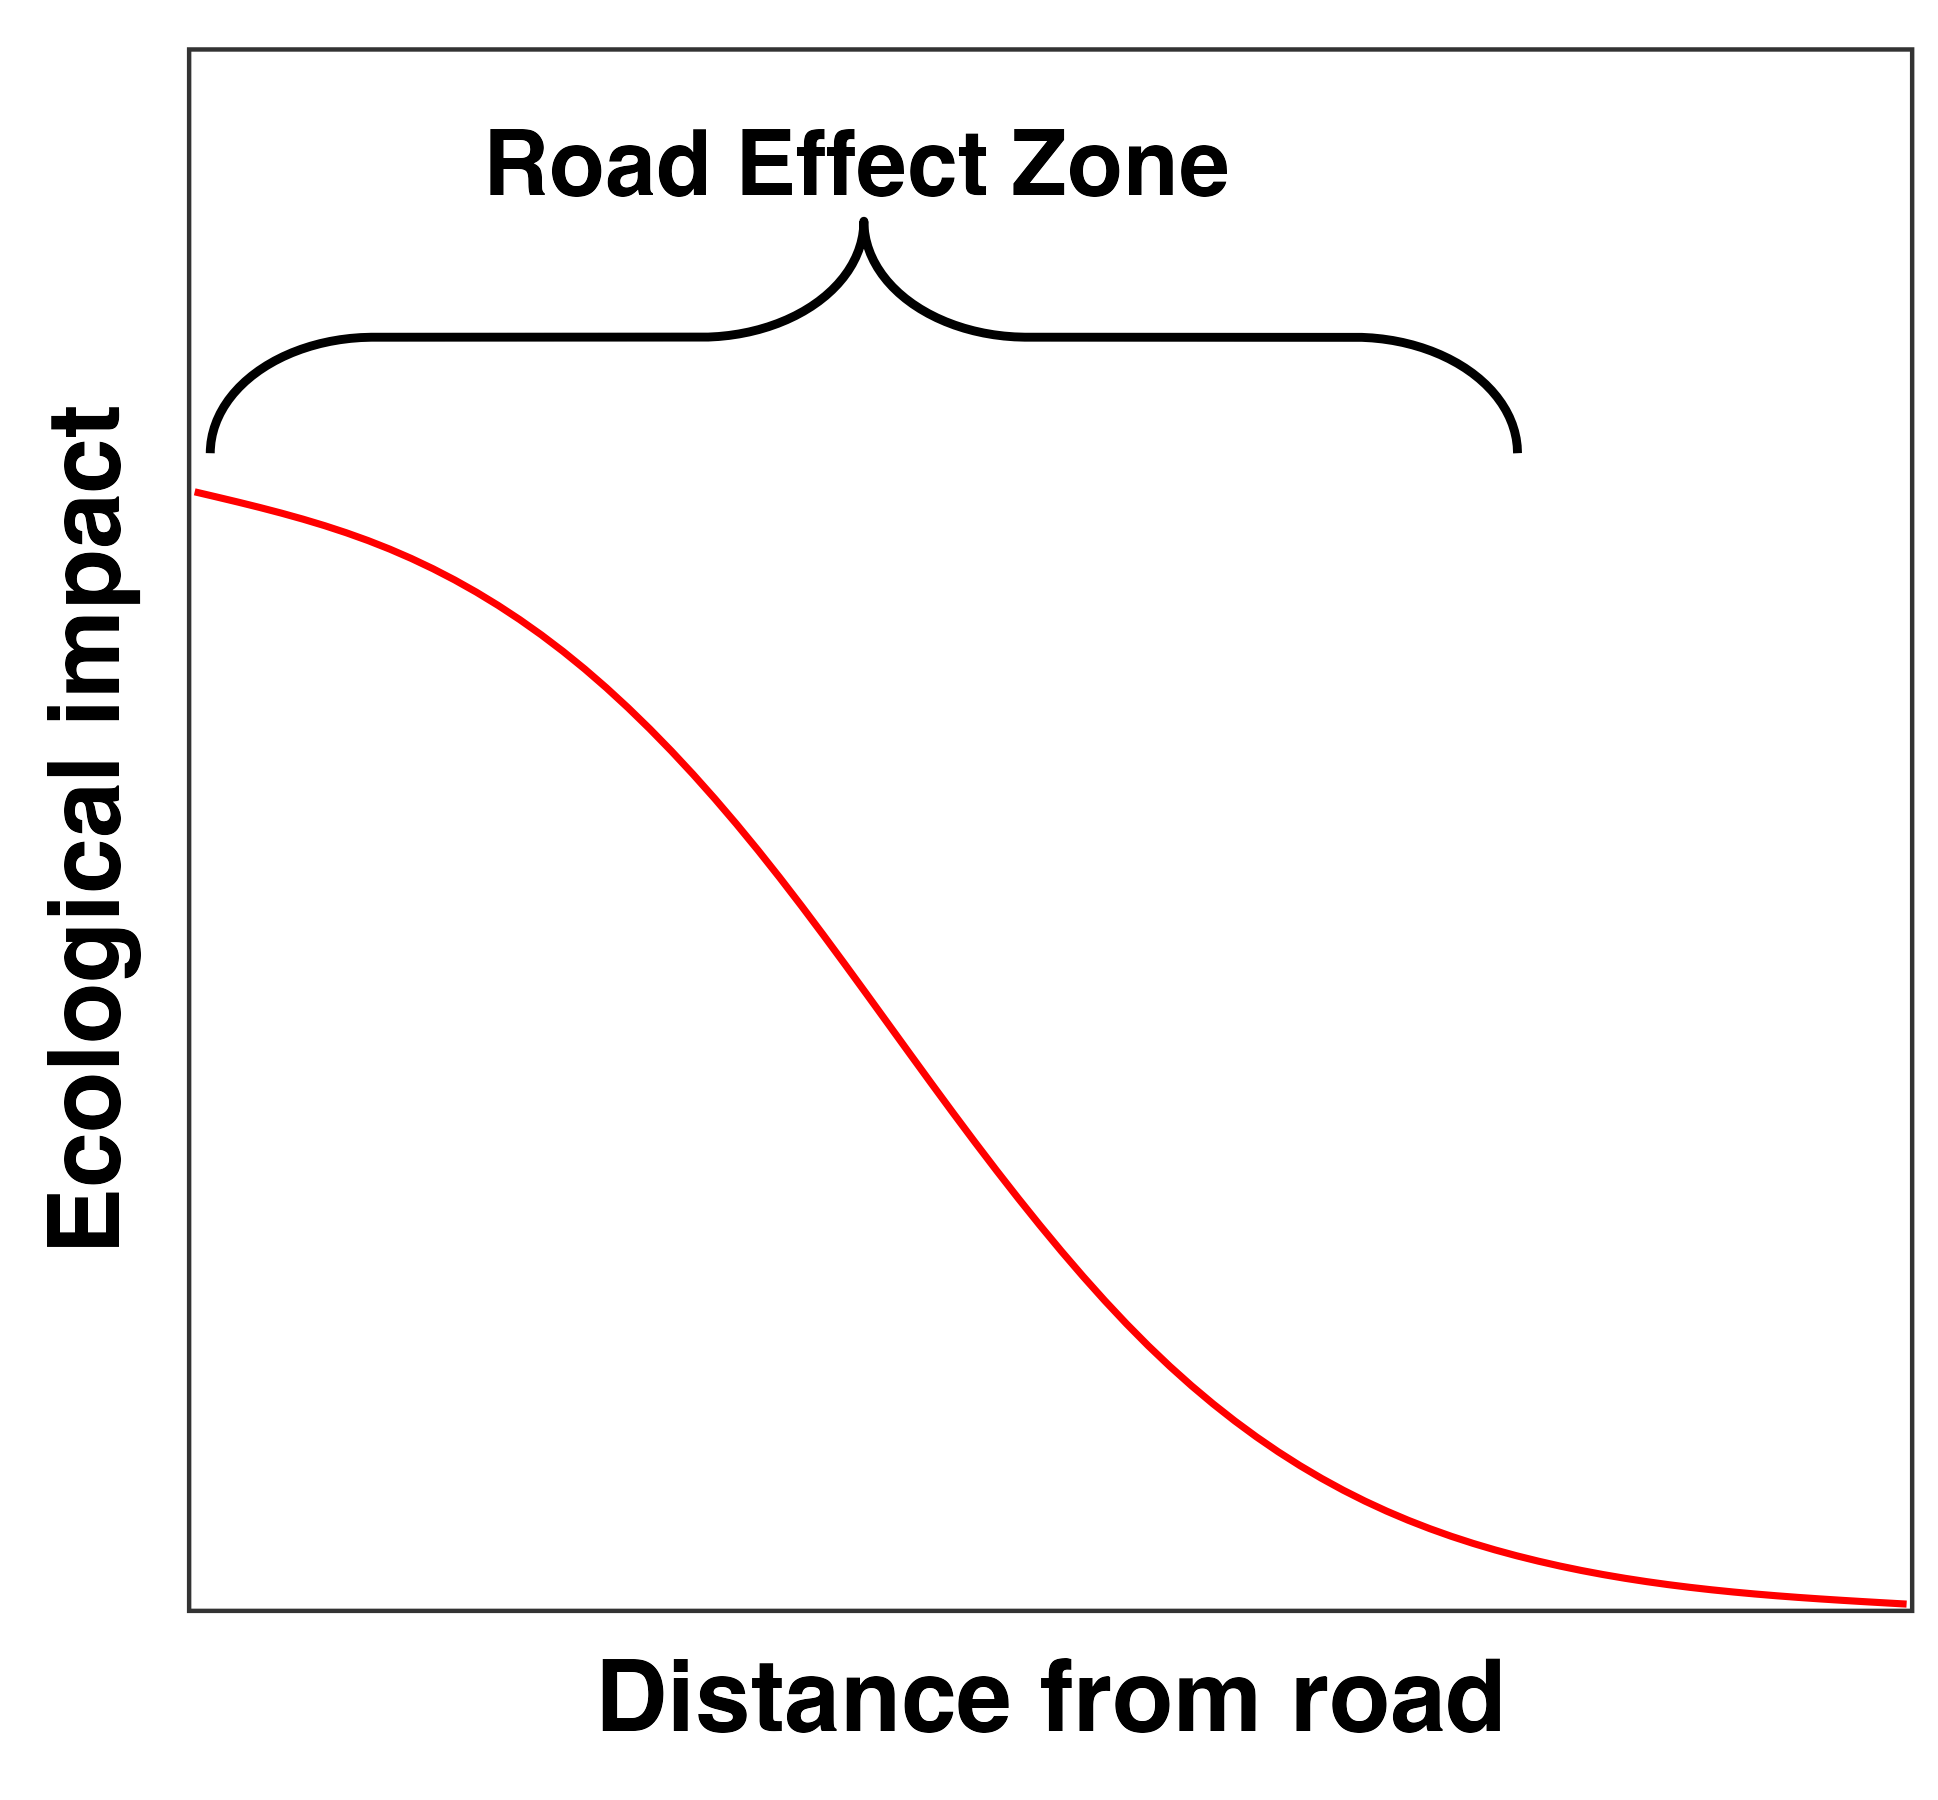 Road Effect Zone
Ecological impact
Distance from road